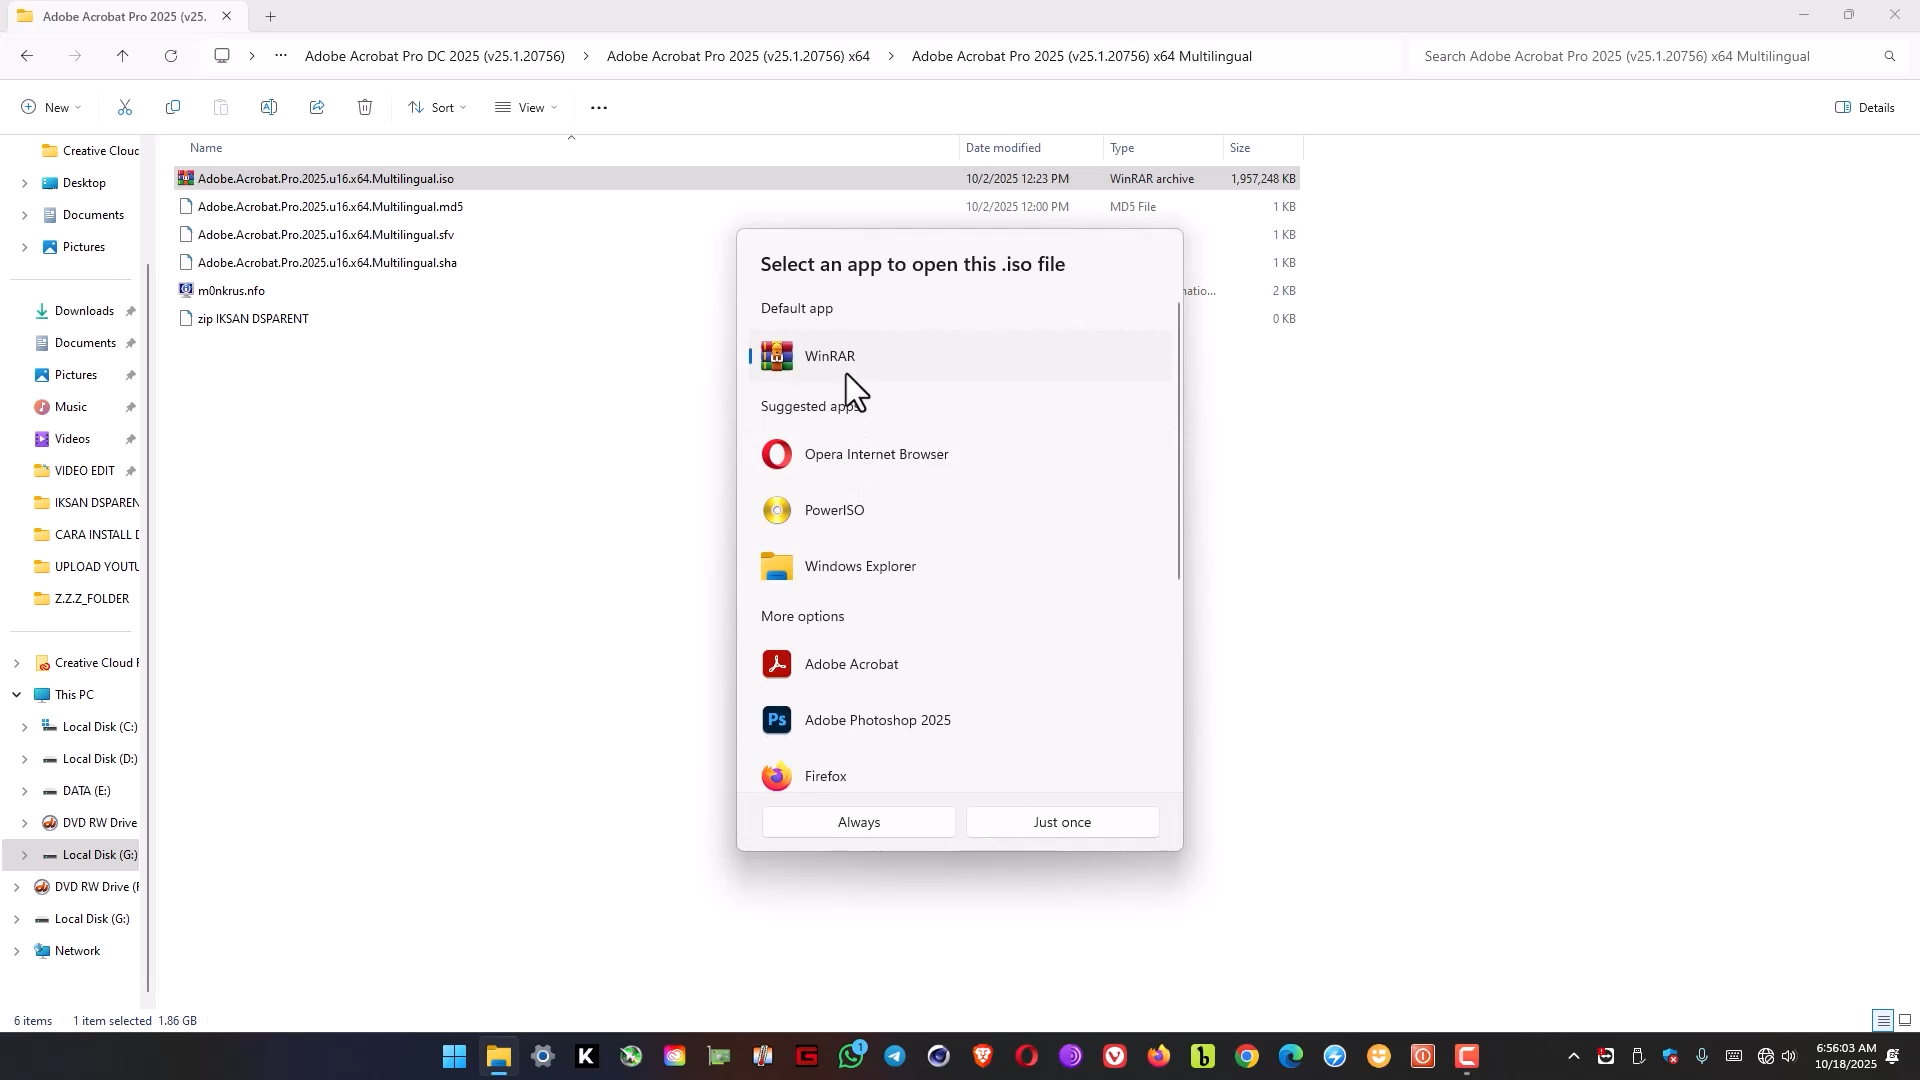 Adobe Acrobat Pro 2025 (v25.
Adobe Acrobat Pro DC 2025 (v25.1.20756)
Adobe Acrobat Pro 2025 (v25.1.20756) x64
Adobe Acrobat Pro 2025 (v25.1.20756) x64 Multilingual
Search Adobe Acrobat Pro 2025 (v25.1.20756) x64 Multilingual
New
Sort
View
Details
Name
Date modified
Type
Size
Adobe.Acrobat.Pro.2025.u16.x64.Multilingual.iso
10/2/2025 12:23 PM
WinRAR archive
1,957,248 KB
Adobe.Acrobat.Pro.2025.u16.x64.Multilingual.md5
10/2/2025 12:00 PM
MD5 File
1 KB
Adobe.Acrobat.Pro.2025.u16.x64.Multilingual.sfv
1 KB
Adobe.Acrobat.Pro.2025.u16.x64.Multilingual.sha
1 KB
m0nkrus.nfo
natio...
2 KB
zip IKSAN DSPARENT
0 KB
Creative Cloud
Desktop
Documents
Pictures
Downloads
Documents
Pictures
Music
Videos
VIDEO EDIT
IKSAN DSPAREN
CARA INSTALL D
UPLOAD YOUTU
Z.Z.Z_FOLDER
Creative Cloud F
This PC
Local Disk (C:)
Local Disk (D:)
DATA (E:)
DVD RW Drive
Local Disk (G:)
DVD RW Drive (F
Local Disk (G:)
Network
Select an app to open this .iso file
Default app
WinRAR
Suggested apps
Opera Internet Browser
PowerISO
Windows Explorer
More options
Adobe Acrobat
Ps
Adobe Photoshop 2025
Firefox
Always
Just once
6 items
1 item selected 1.86 GB
K
1
6:56:03 AM
10/18/2025